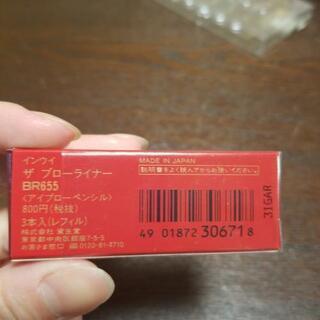 インウイ
ザ ブローライナー
BR655
〈アイブローペンシル〉
800円(税抜)
3本入(レフィル)
株式会社 資生堂
東京都中央区銀座7-5-5
お客さま窓口 0120-81-4710
MADE IN JAPAN
説明書をよく読んでからお使いください。
49 01872 306718
31GAR